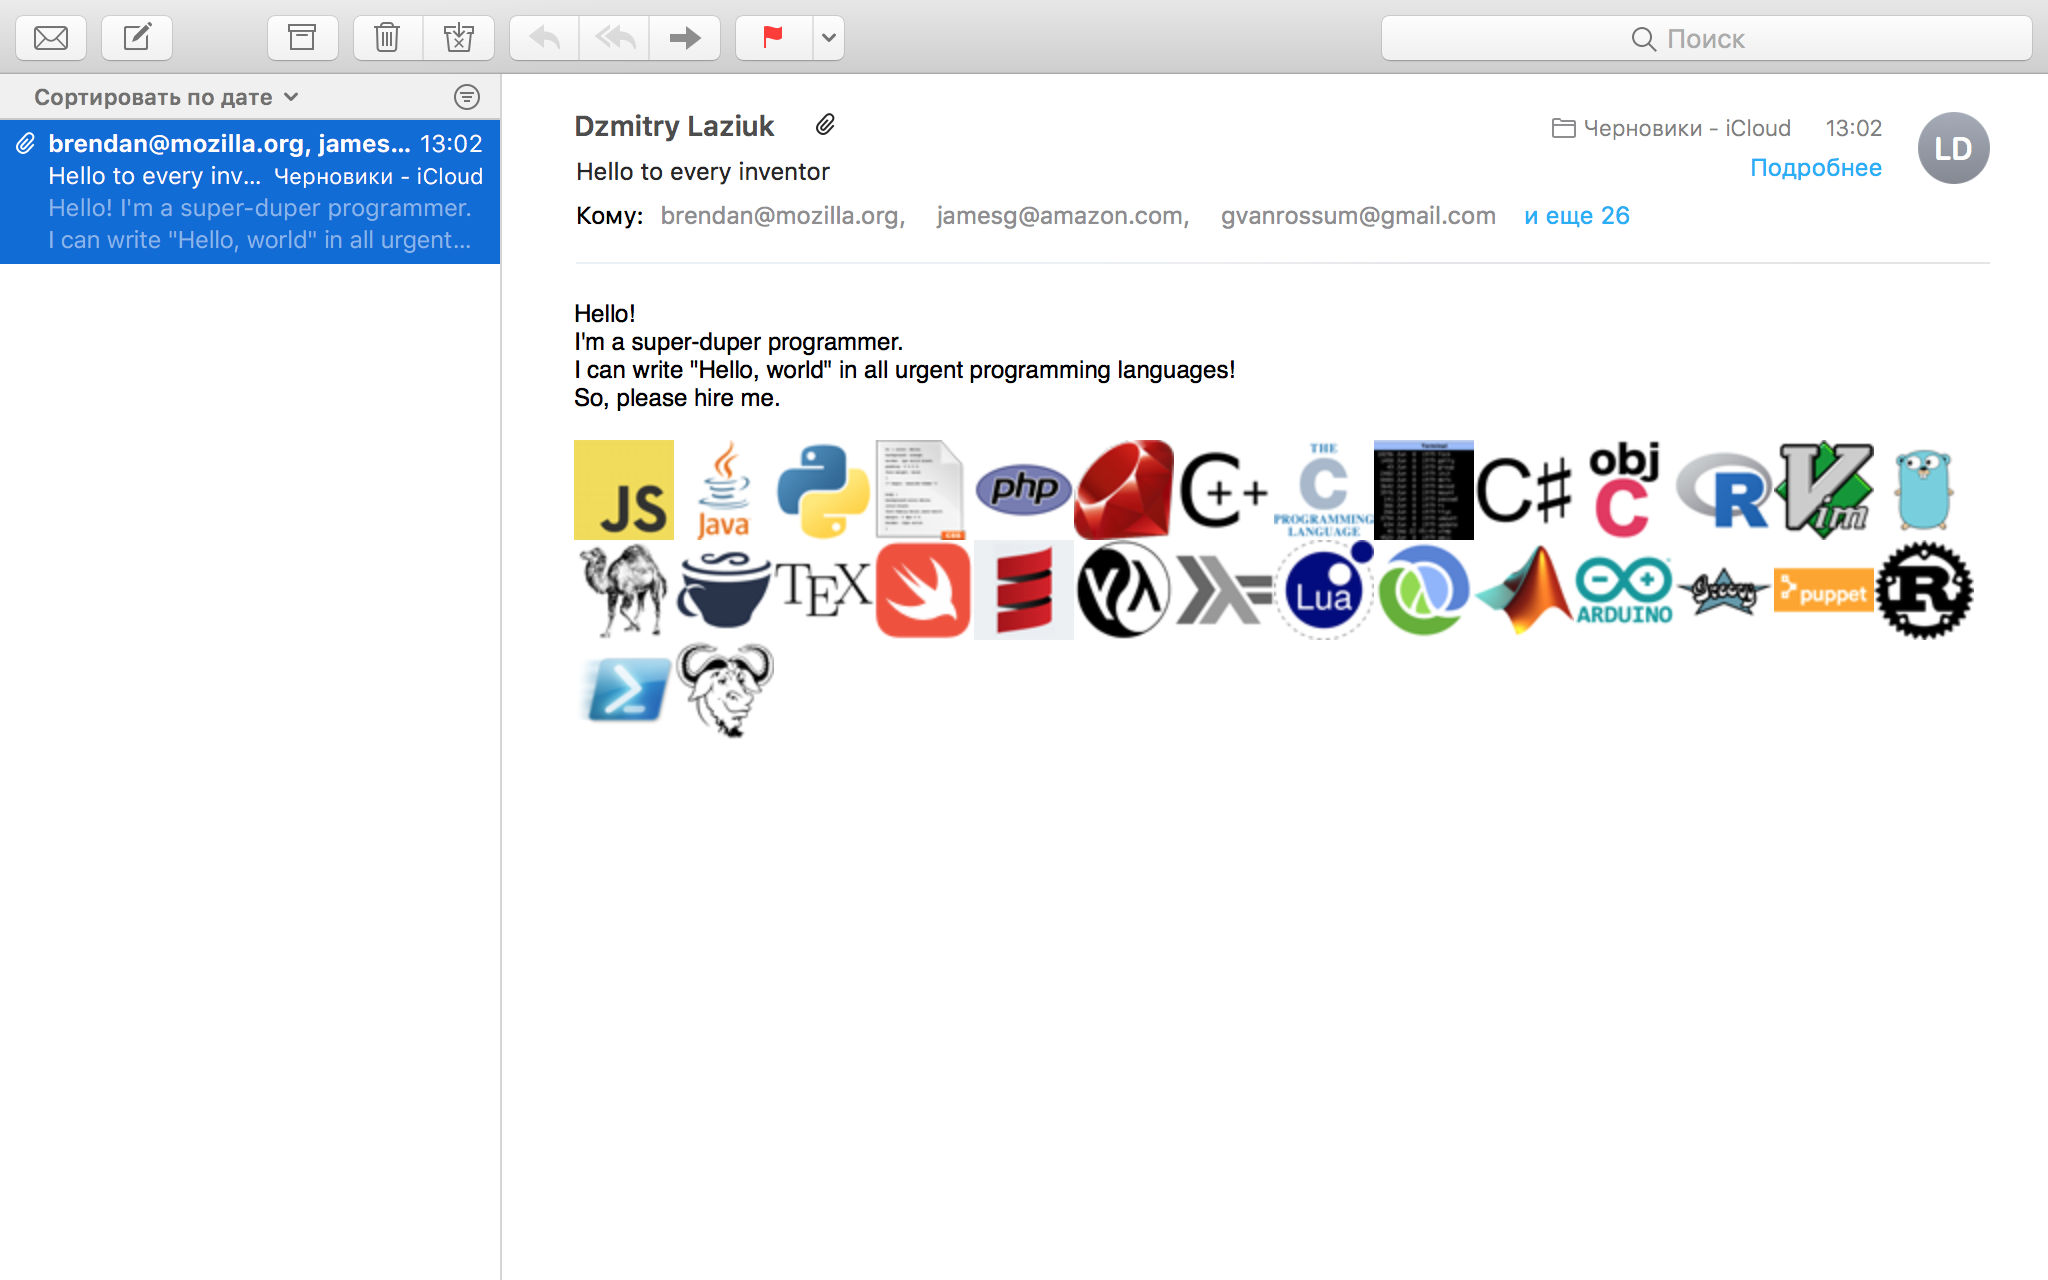 Поиск
Сортировать по дате
brendan@mozilla.org, james... 13:02
Hello to every inv... Черновики - iCloud
Hello! I'm a super-duper programmer.
I can write "Hello, world" in all urgent...
Dzmitry Laziuk
Черновики - iCloud 13:02
LD
Подробнее
Hello to every inventor
Кому: brendan@mozilla.org, jamesg@amazon.com, gvanrossum@gmail.com и еще 26
Hello!
I'm a super-duper programmer.
I can write "Hello, world" in all urgent programming languages!
So, please hire me.
JS
Java
php
C++
THE
C
PROGRAMMING
LANGUAGE
Terminal
C#
obj
C
R
Vim
TEX
Lua
ARDUINO
Groovy
puppet
R